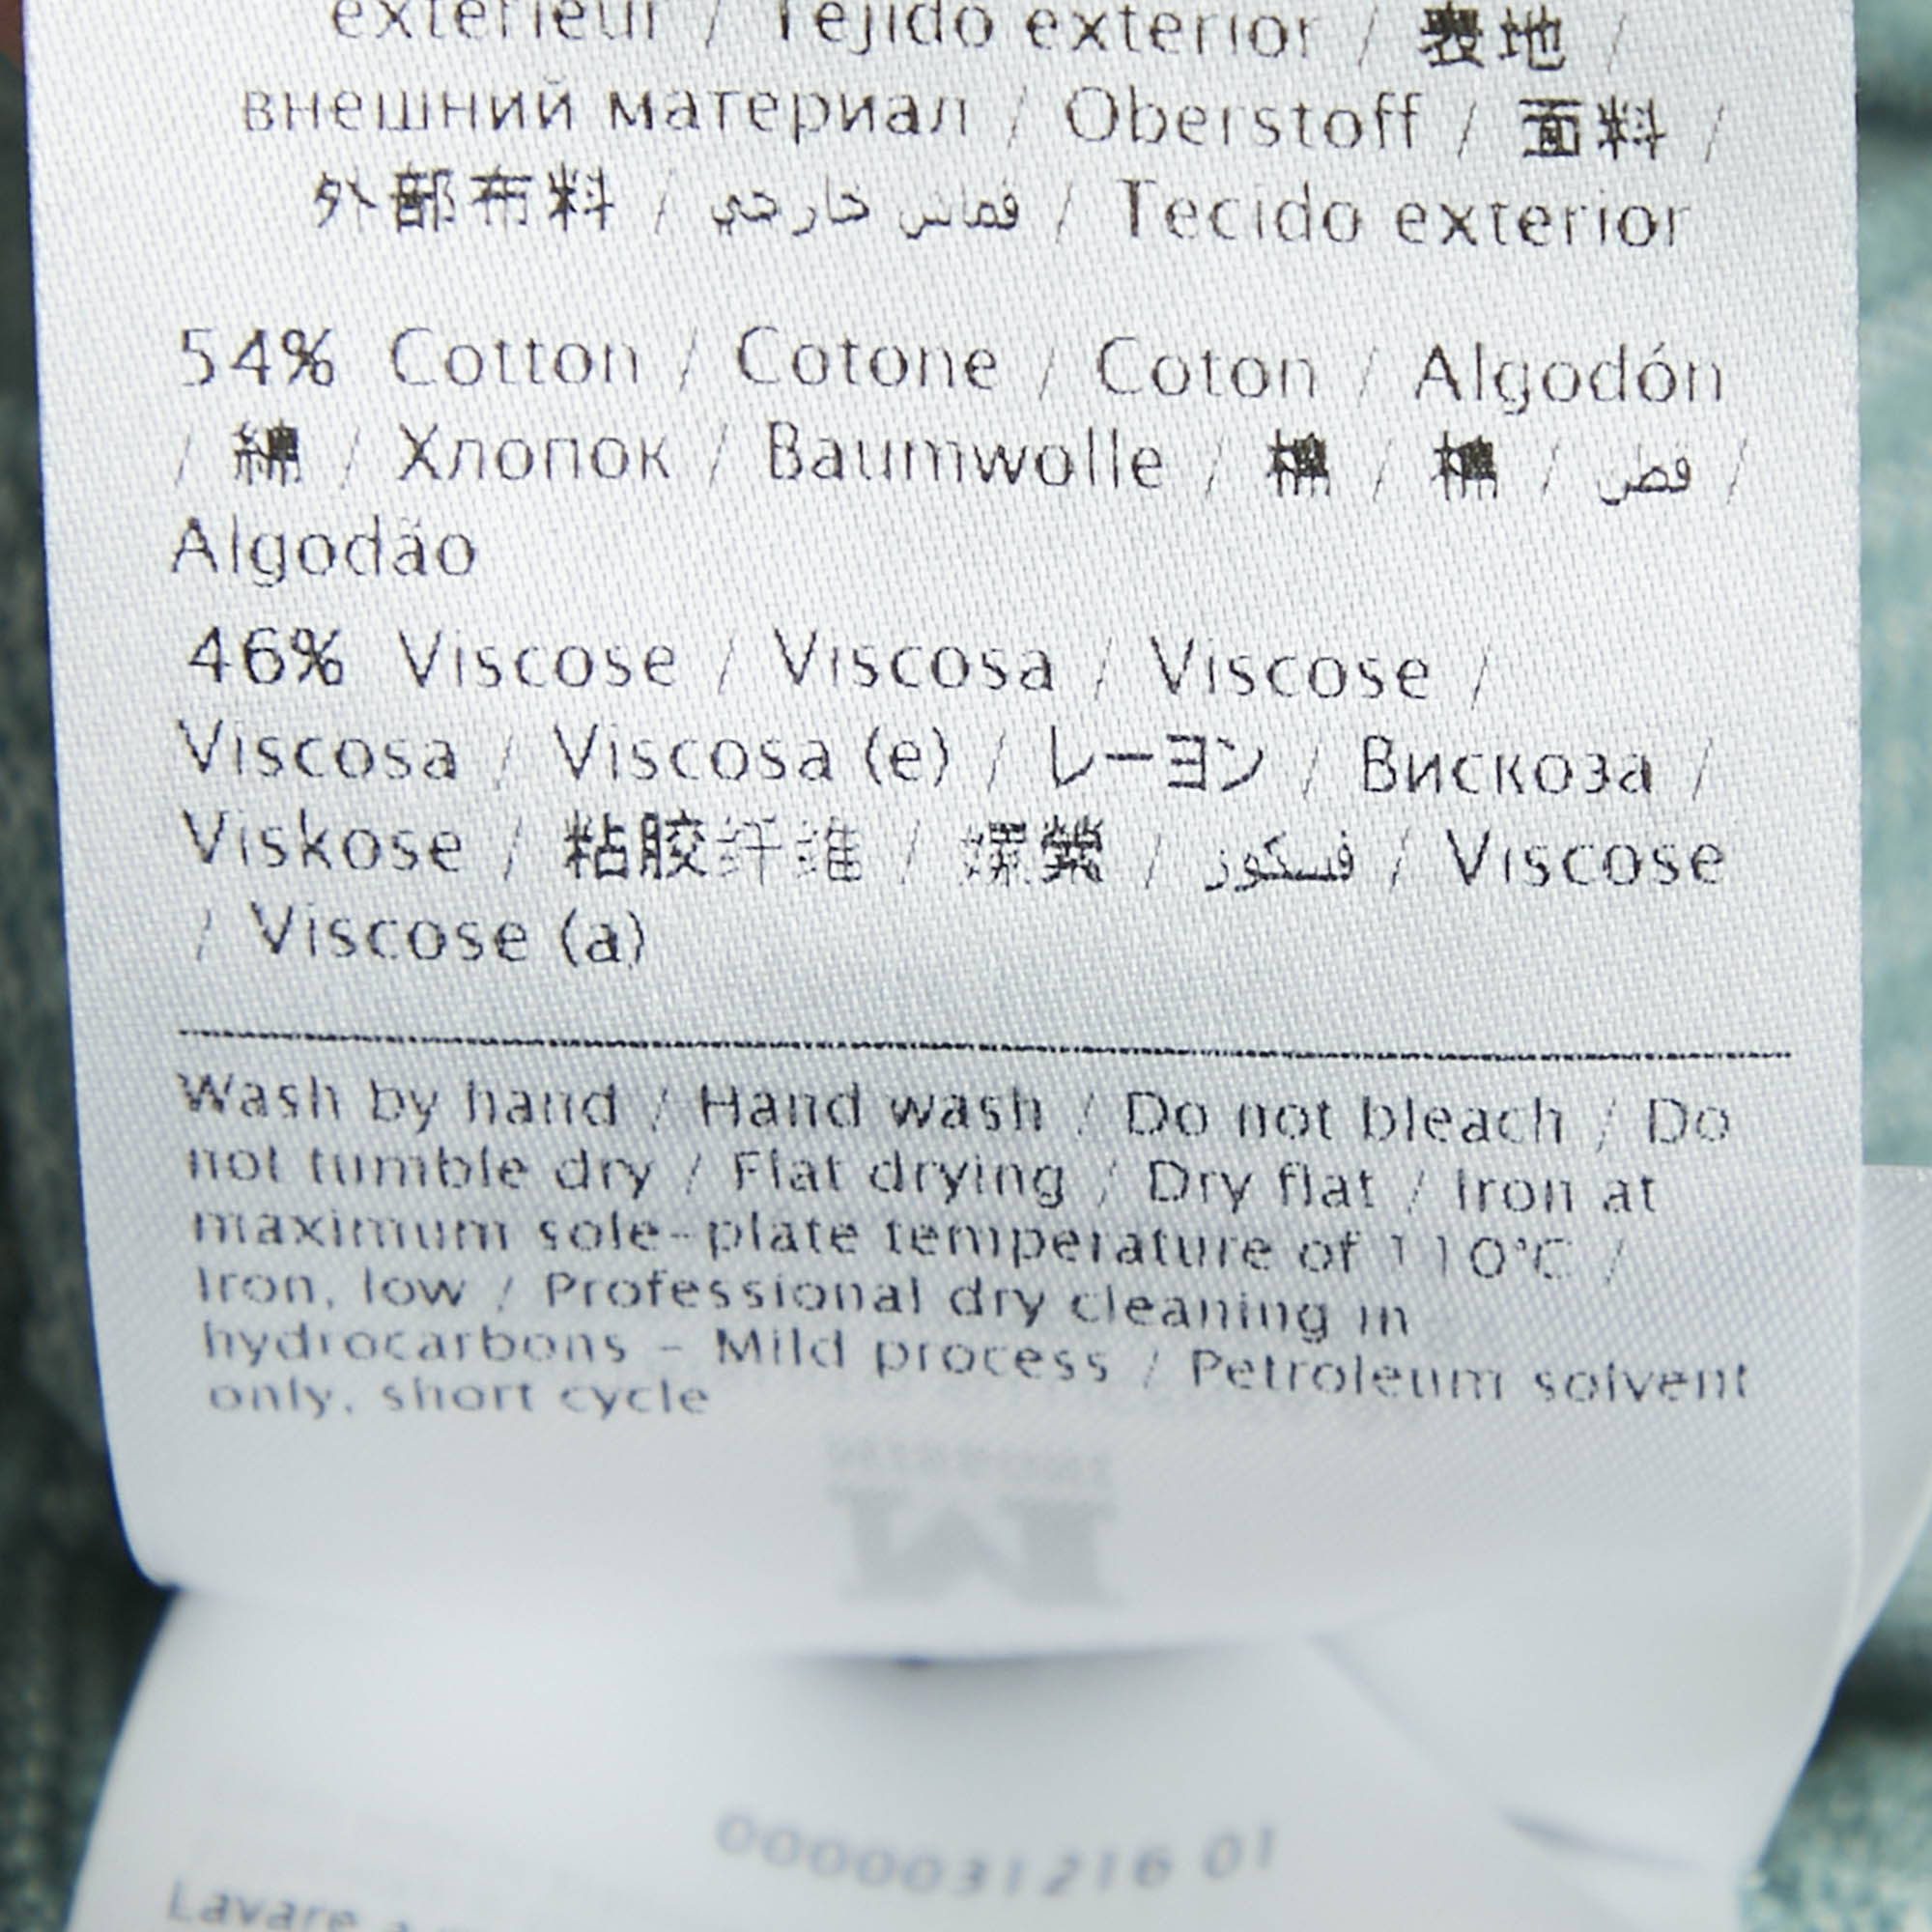 extérieur / Tejido exterior / 表地 /
внешний материал / Oberstoff / 面料 /
外部布料 / قماش خارجي / Tecido exterior
54% Cotton / Cotone / Coton / Algodón
/ 綿 / Хлопок / Baumwolle / 棉 / 棉 / قطن /
Algodão
46% Viscose / Viscosa / Viscose /
Viscosa / Viscosa (e) / レーヨン / Вискоза /
Viskose / 粘胶纤维 / 嫘縈 / فسكوز / Viscose
/ Viscose (a)
Wash by hand / Hand wash / Do not bleach / Do
not tumble dry / Flat drying / Dry flat / Iron at
maximum sole-plate temperature of 110°C /
Iron, low / Professional dry cleaning in
hydrocarbons - Mild process / Petroleum solvent
only, short cycle
M
0000031216 01
Lavare a